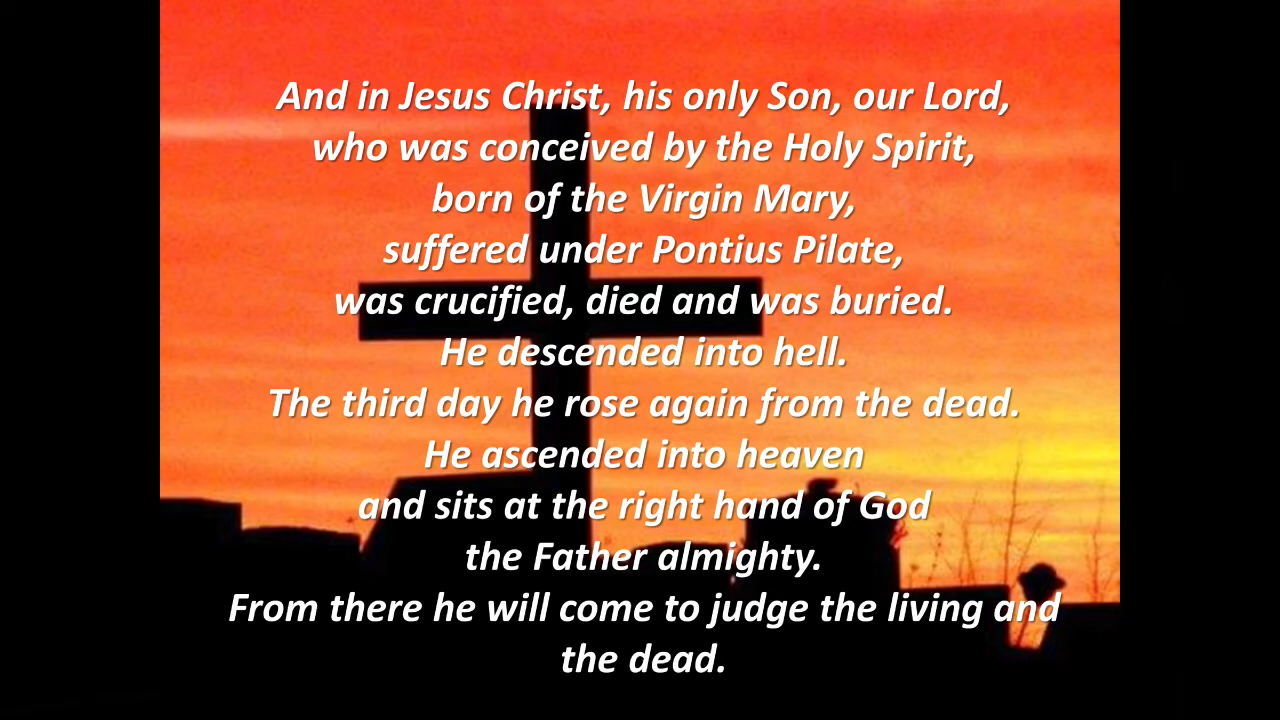 And in Jesus Christ, his only Son, our Lord,
who was conceived by the Holy Spirit,
born of the Virgin Mary,
suffered under Pontius Pilate,
was crucified, died and was buried.
He descended into hell.
The third day he rose again from the dead.
He ascended into heaven
and sits at the right hand of God
the Father almighty.
From there he will come to judge the living and
the dead.